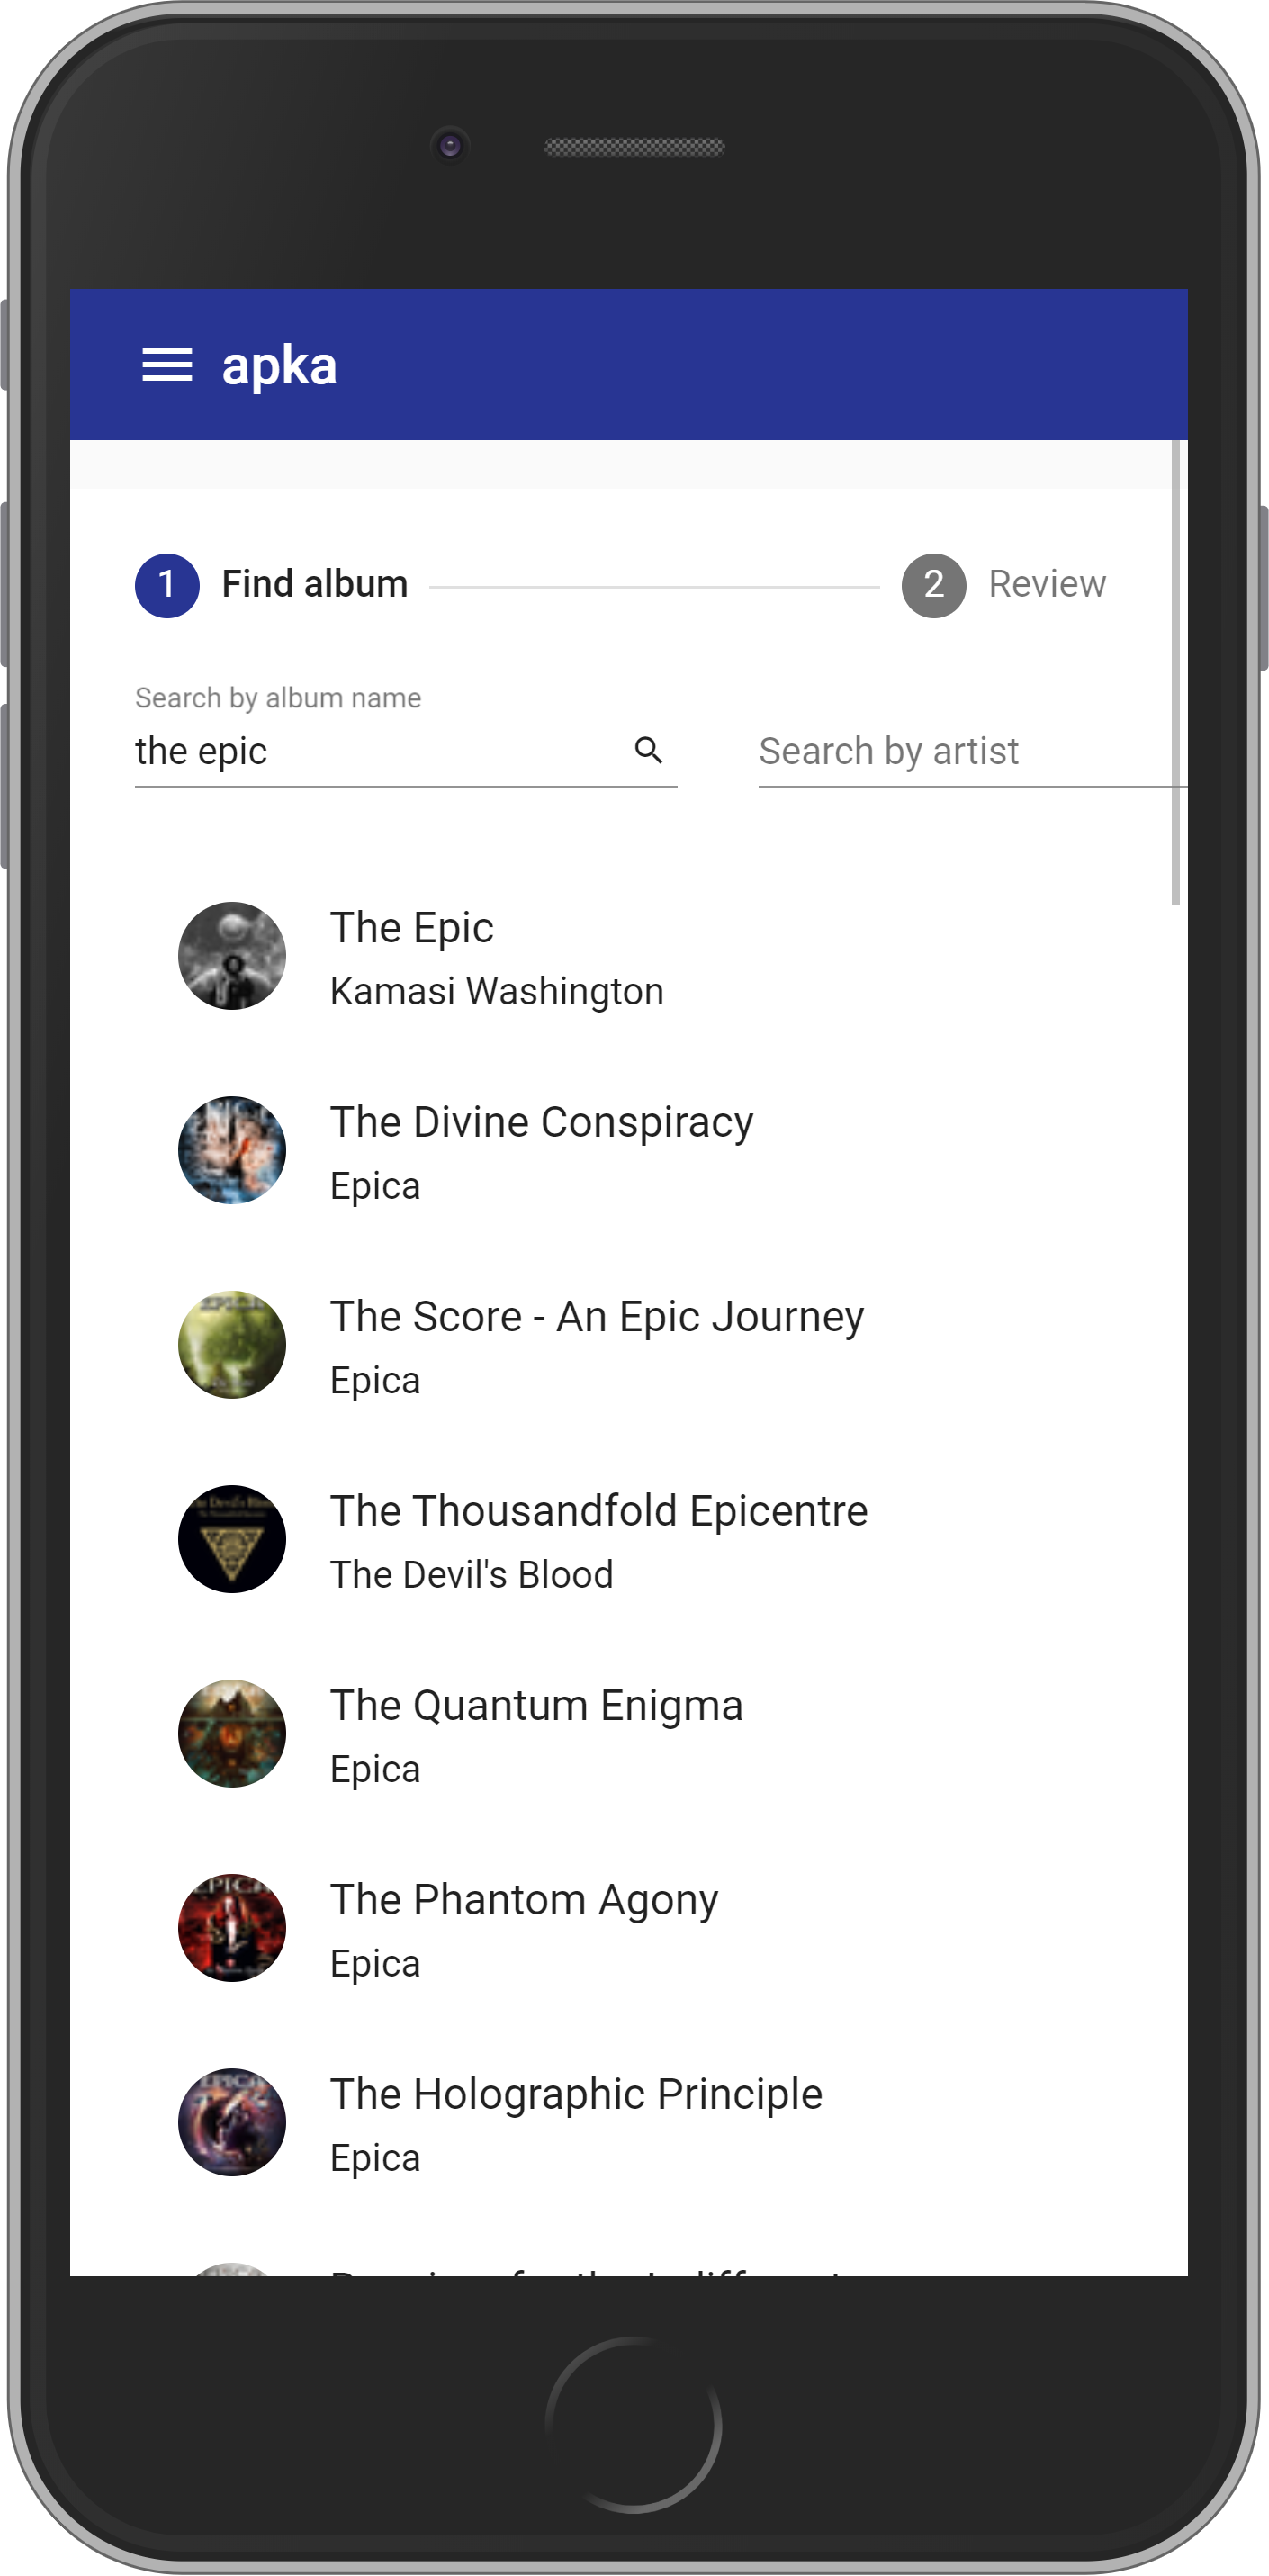 apka
1 Find album 2 Review
Search by album name
the epic Search by artist
The Epic
Kamasi Washington
The Divine Conspiracy
Epica
The Score - An Epic Journey
Epica
The Thousandfold Epicentre
The Devil's Blood
The Quantum Enigma
Epica
EPICA
The Phantom Agony
Epica
EPICA
The Holographic Principle
Epica